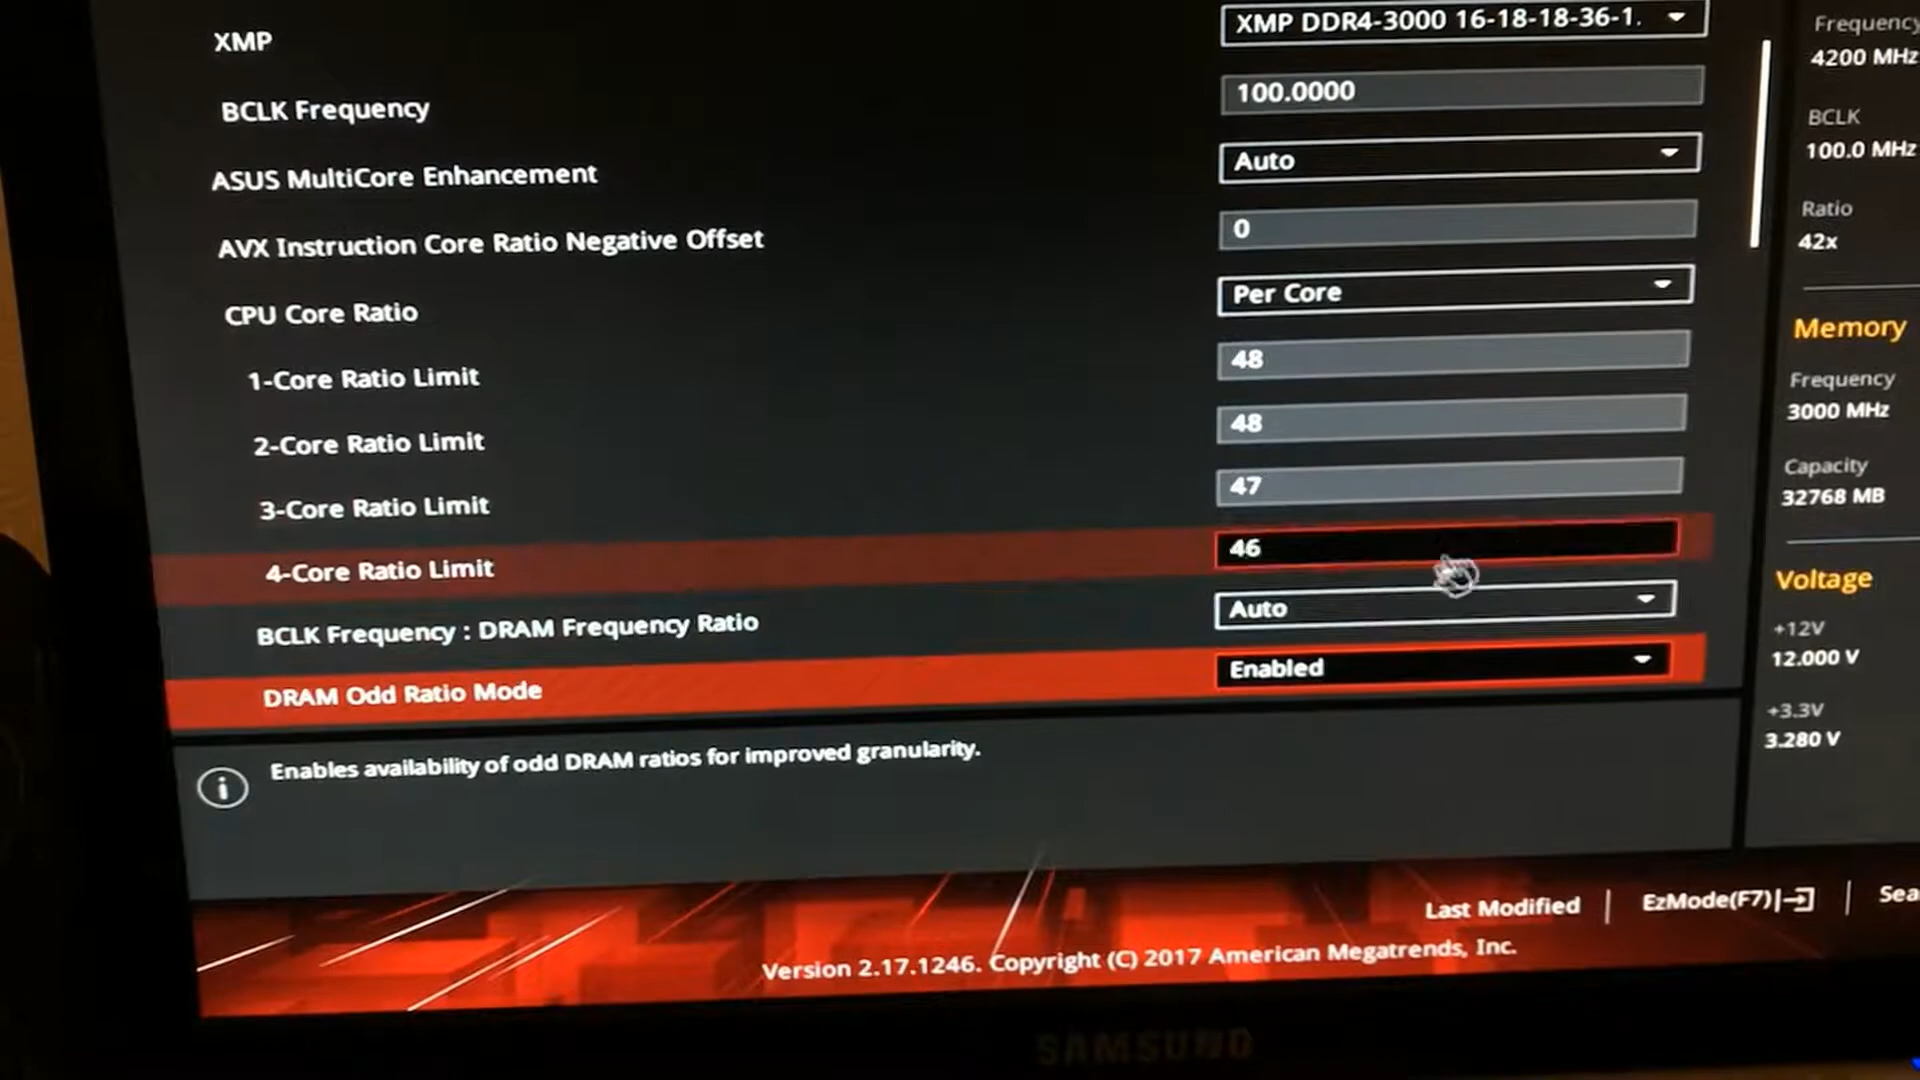 XMP
XMP DDR4-3000 16-18-18-36-1.
BCLK Frequency
100.0000
ASUS MultiCore Enhancement
Auto
AVX Instruction Core Ratio Negative Offset
0
CPU Core Ratio
Per Core
1-Core Ratio Limit
48
2-Core Ratio Limit
48
3-Core Ratio Limit
47
4-Core Ratio Limit
46
BCLK Frequency : DRAM Frequency Ratio
Auto
DRAM Odd Ratio Mode
Enabled
Enables availability of odd DRAM ratios for improved granularity.
Frequency
4200 MHz
BCLK
100.0 MHz
Ratio
42x
Memory
Frequency
3000 MHz
Capacity
32768 MB
Voltage
+12V
12.000 V
+3.3V
3.280 V
Last Modified | EzMode(F7)| | Sea
Version 2.17.1246. Copyright (C) 2017 American Megatrends, Inc.
SAMSUNG